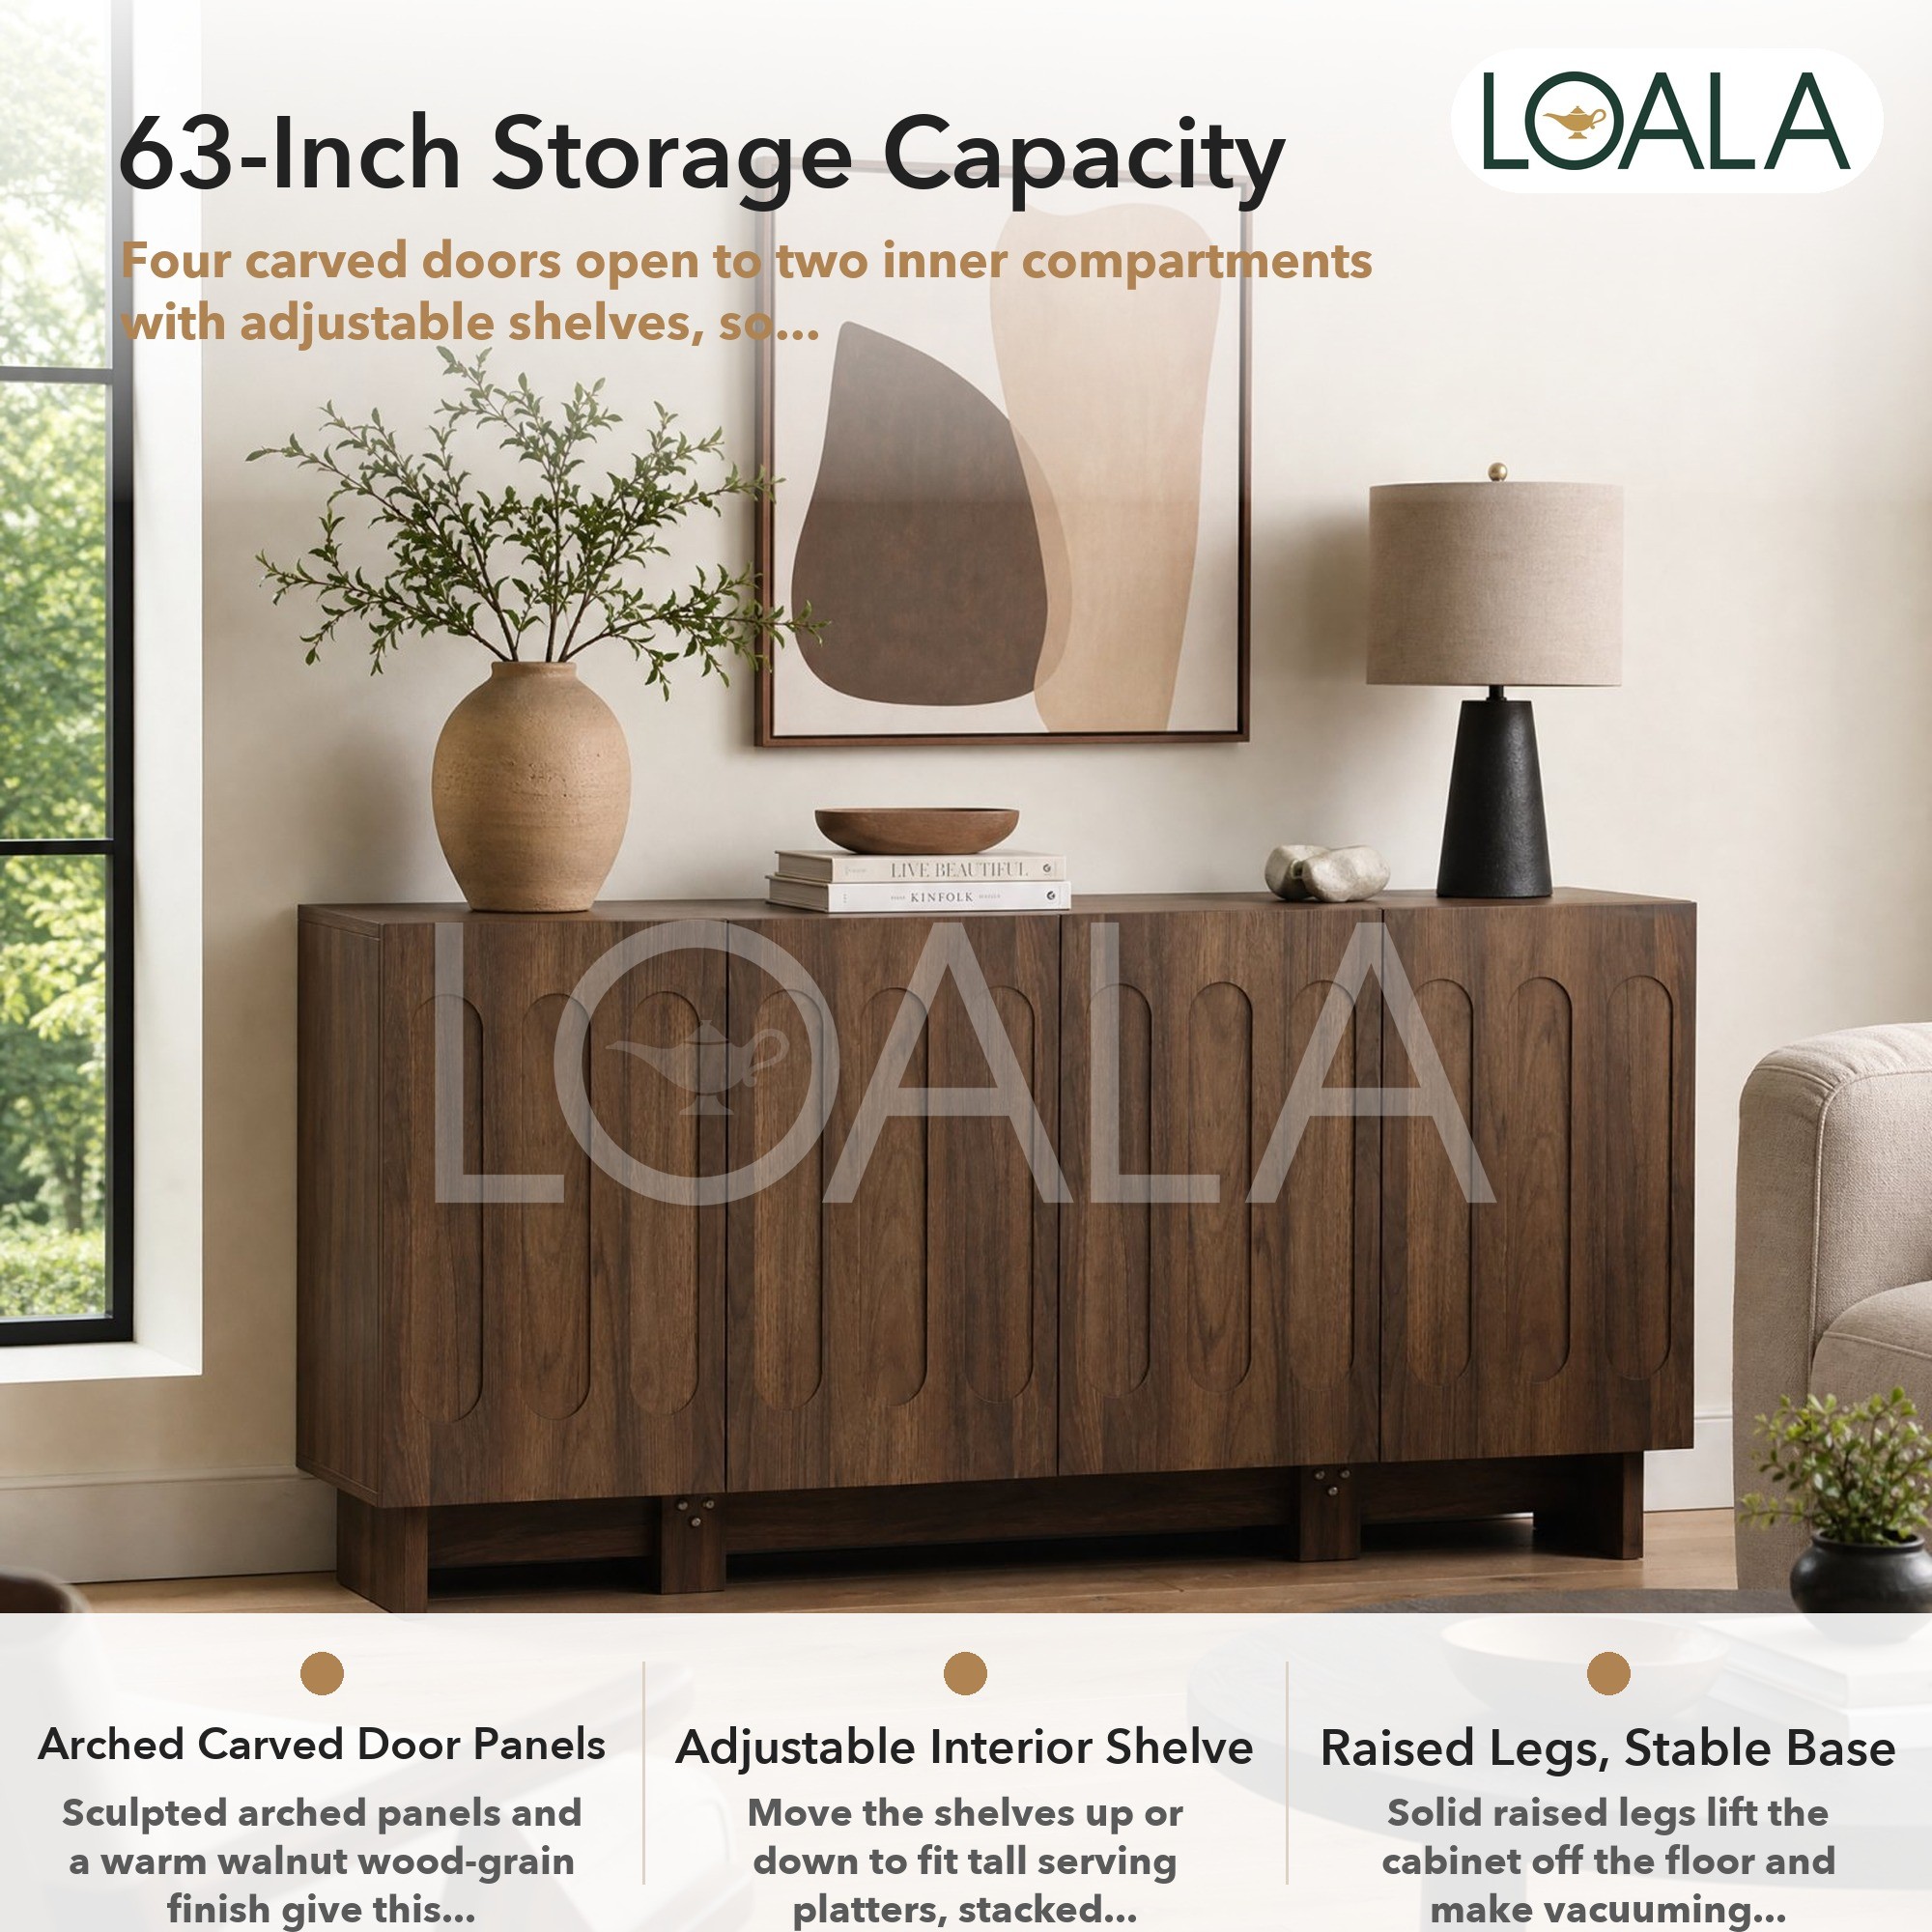 63-Inch Storage Capacity
LOALA
Four carved doors open to two inner compartments
with adjustable shelves, so...
LIVE BEAUTIFUL
KINFOLK
LOALA
Arched Carved Door Panels
Sculpted arched panels and
a warm walnut wood-grain
finish give this...
Adjustable Interior Shelve
Move the shelves up or
down to fit tall serving
platters, stacked...
Raised Legs, Stable Base
Solid raised legs lift the
cabinet off the floor and
make vacuuming...